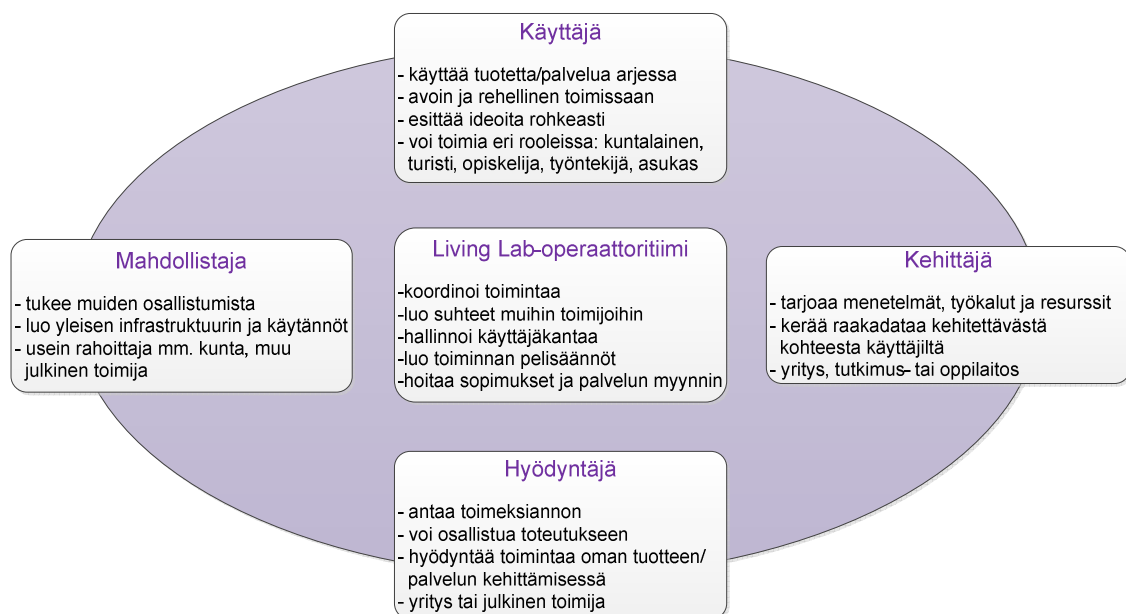 Käyttäjä
- käyttää tuotetta/palvelua arjessa
- avoin ja rehellinen toimissaan
- esittää ideoita rohkeasti
- voi toimia eri rooleissa: kuntalainen,
turisti, opiskelija, työntekijä, asukas
Mahdollistaja
- tukee muiden osallistumista
- luo yleisen infrastruktuurin ja käytännöt
- usein rahoittaja mm. kunta, muu
julkinen toimija
Living Lab-operaattoritiimi
-koordinoi toimintaa
-luo suhteet muihin toimijoihin
-hallinnoi käyttäjäkantaa
-luo toiminnan pelisäännöt
-hoitaa sopimukset ja palvelun myynnin
Kehittäjä
- tarjoaa menetelmät, työkalut ja resurssit
- kerää raakadataa kehitettävästä
kohteesta käyttäjiltä
- yritys, tutkimus- tai oppilaitos
Hyödyntäjä
- antaa toimeksiannon
- voi osallistua toteutukseen
- hyödyntää toimintaa oman tuotteen/
palvelun kehittämisessä
- yritys tai julkinen toimija